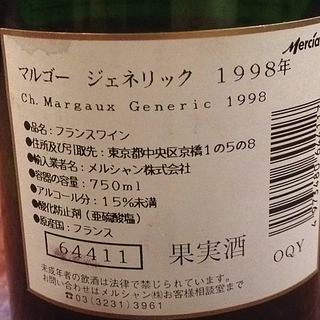 Mercian
マルゴー ジェネリック 1998年
Ch. Margaux Generic 1998
●品名：フランスワイン
●住所及び引取先：東京都中央区京橋1の5の8
●輸入業者名：メルシャン株式会社
●容器の容量：750ml
●アルコール分：15％未満
●酸化防止剤（亜硫酸塩）
●原産国：フランス
64411
果実酒
OQY
未成年者の飲酒は法律で禁じられています。
お問い合わせはメルシャン㈱お客様相談室まで
☎03(3231)3961